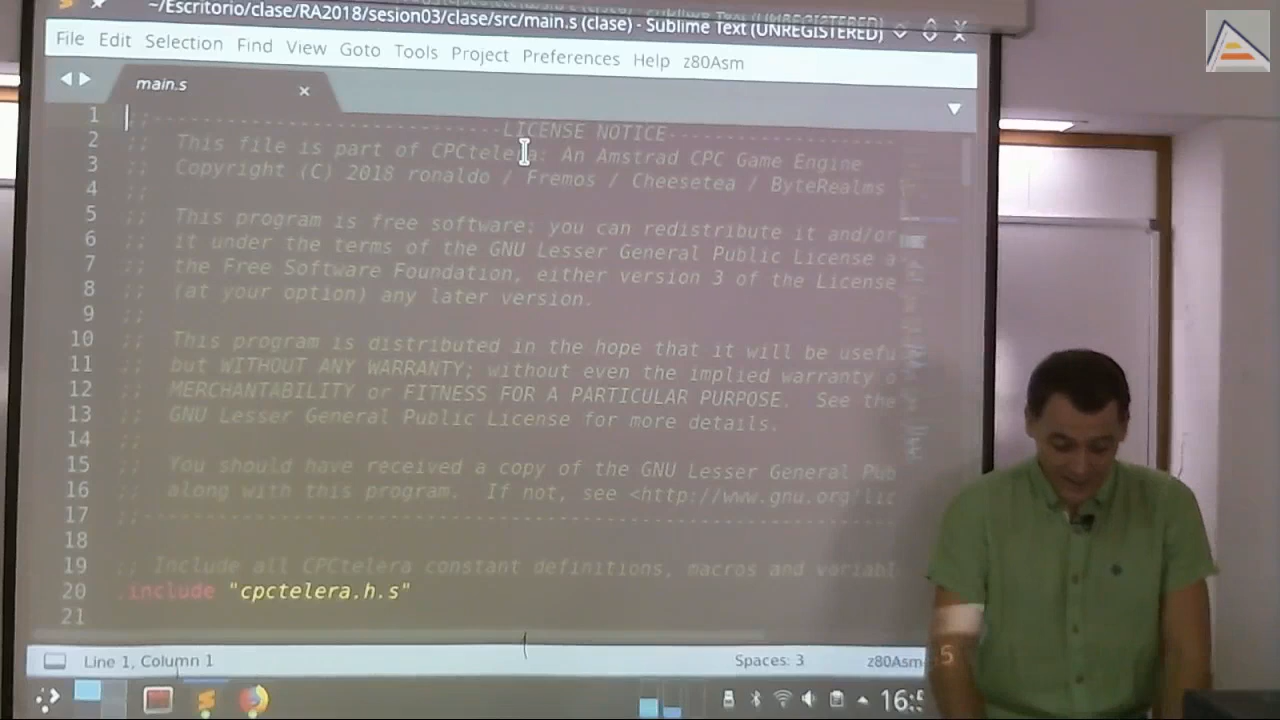 ~/Escritorio/clase/RA2018/sesion03/clase/src/main.s (clase) - Sublime Text (UNREGISTERED)
File Edit Selection Find View Goto Tools Project Preferences Help z80Asm
main.s
1 ;;-----------------------------LICENSE NOTICE------------------------------------
2 ;;  This file is part of CPCtelera: An Amstrad CPC Game Engine
3 ;;  Copyright (C) 2018 ronaldo / Fremos / Cheesetea / ByteRealms
4 ;;
5 ;;  This program is free software: you can redistribute it and/or
6 ;;  it under the terms of the GNU Lesser General Public License a
7 ;;  the Free Software Foundation, either version 3 of the License
8 ;;  (at your option) any later version.
9 ;;
10 ;;  This program is distributed in the hope that it will be usefu
11 ;;  but WITHOUT ANY WARRANTY; without even the implied warranty o
12 ;;  MERCHANTABILITY or FITNESS FOR A PARTICULAR PURPOSE.  See the
13 ;;  GNU Lesser General Public License for more details.
14 ;;
15 ;;  You should have received a copy of the GNU Lesser General Pub
16 ;;  along with this program.  If not, see <http://www.gnu.org/lic
17 ;;-------------------------------------------------------------------------------
18
19 ;; Include all CPCtelera constant definitions, macros and variabl
20 .include "cpctelera.h.s"
21
Line 1, Column 1 Spaces: 3 z80Asm
16:5